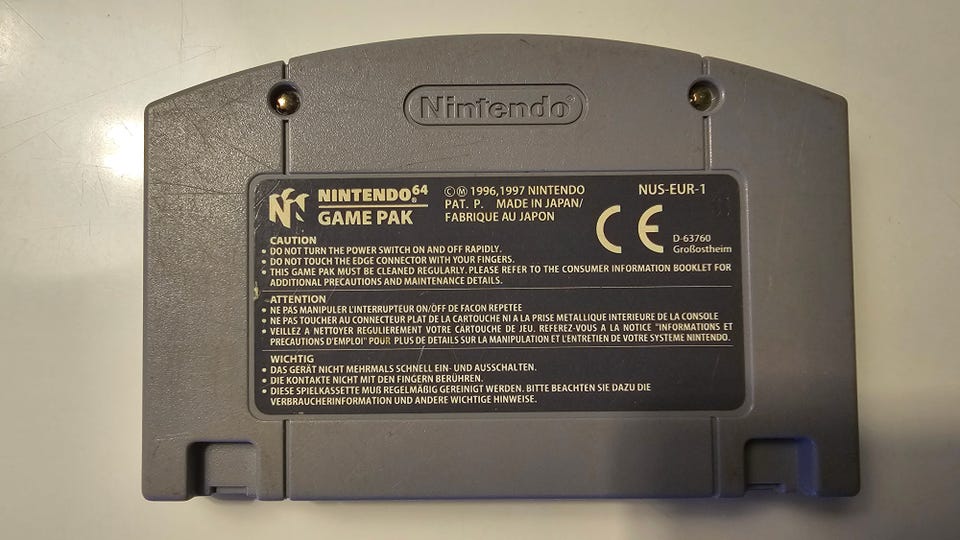 Nintendo
NINTENDO64®
GAME PAK
©Ⓜ 1996,1997 NINTENDO
PAT. P. MADE IN JAPAN/
FABRIQUE AU JAPON
NUS-EUR-1
CE
D-63760
Großostheim
CAUTION
• DO NOT TURN THE POWER SWITCH ON AND OFF RAPIDLY.
• DO NOT TOUCH THE EDGE CONNECTOR WITH YOUR FINGERS.
• THIS GAME PAK MUST BE CLEANED REGULARLY. PLEASE REFER TO THE CONSUMER INFORMATION BOOKLET FOR
ADDITIONAL PRECAUTIONS AND MAINTENANCE DETAILS.
ATTENTION
• NE PAS MANIPULER L'INTERRUPTEUR ON/OFF DE FACON REPETEE
• NE PAS TOUCHER AU CONNECTEUR PLAT DE LA CARTOUCHE NI A LA PRISE METALLIQUE INTERIEURE DE LA CONSOLE
• VEILLEZ A NETTOYER REGULIEREMENT VOTRE CARTOUCHE DE JEU. REFEREZ-VOUS A LA NOTICE "INFORMATIONS ET
PRECAUTIONS D'EMPLOI" POUR PLUS DE DETAILS SUR LA MANIPULATION ET L'ENTRETIEN DE VOTRE SYSTEME NINTENDO.
WICHTIG
• DAS GERÄT NICHT MEHRMALS SCHNELL EIN- UND AUSSCHALTEN.
• DIE KONTAKTE NICHT MIT DEN FINGERN BERÜHREN.
• DIESE SPIELKASSETTE MUß REGELMÄßIG GEREINIGT WERDEN. BITTE BEACHTEN SIE DAZU DIE
VERBRAUCHERINFORMATION UND ANDERE WICHTIGE HINWEISE.